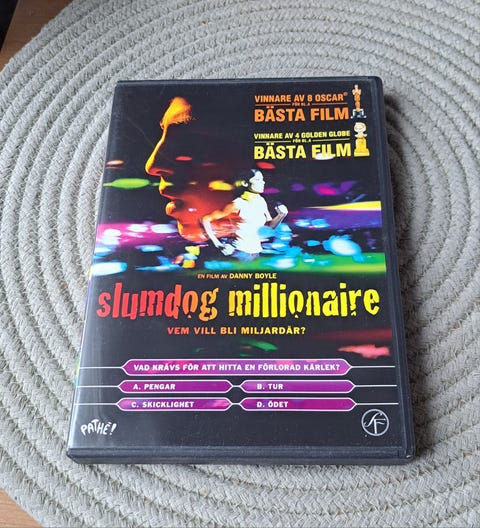 VINNARE AV 8 OSCAR®
FÖR BL.A
BÄSTA FILM
VINNARE AV 4 GOLDEN GLOBE
FÖR BL.A
BÄSTA FILM
EN FILM AV DANNY BOYLE
slumdog millionaire
VEM VILL BLI MILJARDÄR?
VAD KRÄVS FÖR ATT HITTA EN FÖRLORAD KÄRLEK?
A. PENGAR
B. TUR
C. SKICKLIGHET
D. ÖDET
PATHE!
SF